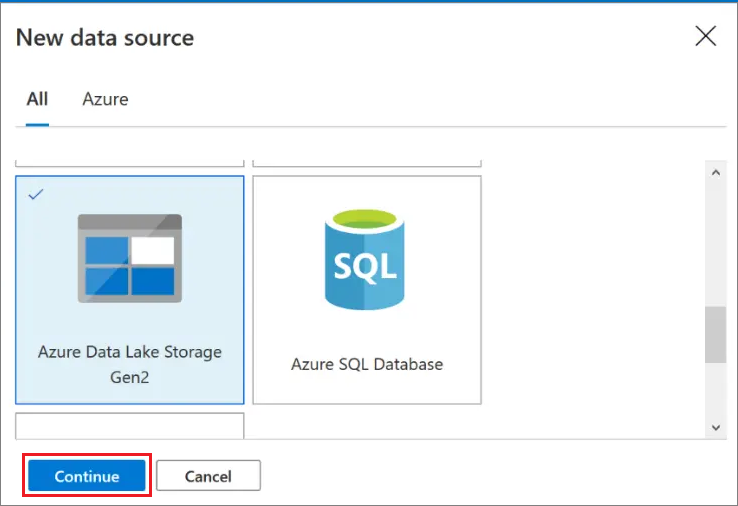 New data source
All
Azure
SQL
Azure Data Lake Storage
Gen2
Azure SQL Database
Continue
Cancel